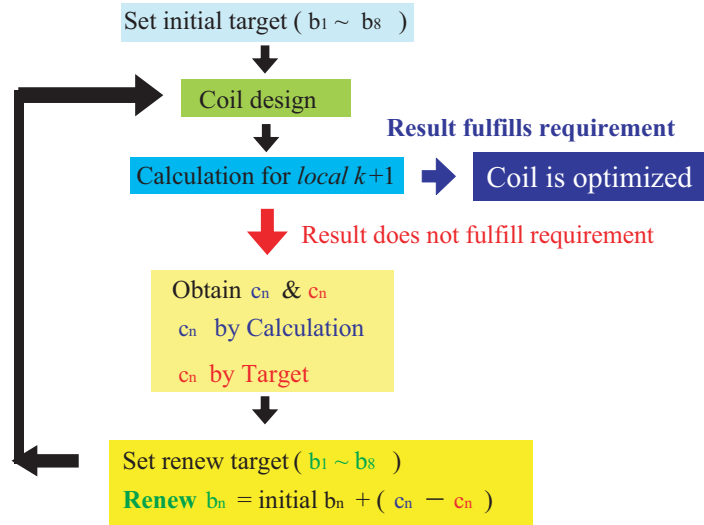 Set initial target ( b1 ~ b8 )
Coil design
Result fulfills requirement
Calculation for local k+1
Coil is optimized
Result does not fulfill requirement
Obtain cn & cn
cn by Calculation
cn by Target
Set renew target ( b1 ~ b8 )
Renew bn = initial bn + ( cn − cn )